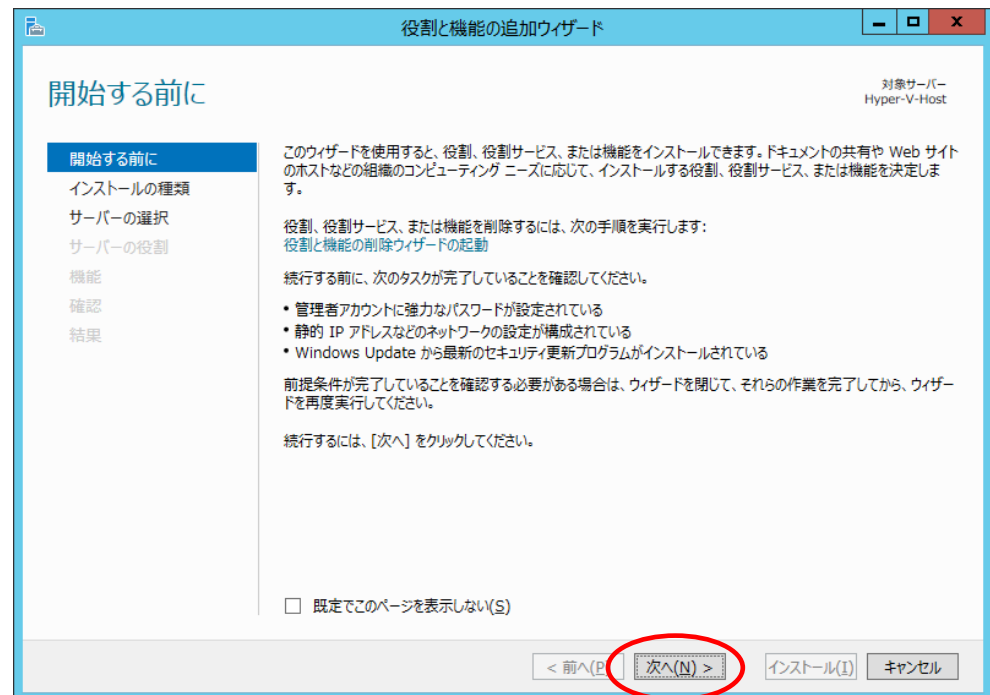 役割と機能の追加ウィザード
開始する前に
対象サーバー
Hyper-V-Host
開始する前に
インストールの種類
サーバーの選択
サーバーの役割
機能
確認
結果
このウィザードを使用すると、役割、役割サービス、または機能をインストールできます。ドキュメントの共有や Web サイト
のホストなどの組織のコンピューティング ニーズに応じて、インストールする役割、役割サービス、または機能を決定しま
す。
役割、役割サービス、または機能を削除するには、次の手順を実行します:
役割と機能の削除ウィザードの起動
続行する前に、次のタスクが完了していることを確認してください。
• 管理者アカウントに強力なパスワードが設定されている
• 静的 IP アドレスなどのネットワークの設定が構成されている
• Windows Update から最新のセキュリティ更新プログラムがインストールされている
前提条件が完了していることを確認する必要がある場合は、ウィザードを閉じて、それらの作業を完了してから、ウィザー
ドを再度実行してください。
続行するには、[次へ] をクリックしてください。
既定でこのページを表示しない(S)
< 前へ(P
次へ(N) >
インストール(I)
キャンセル